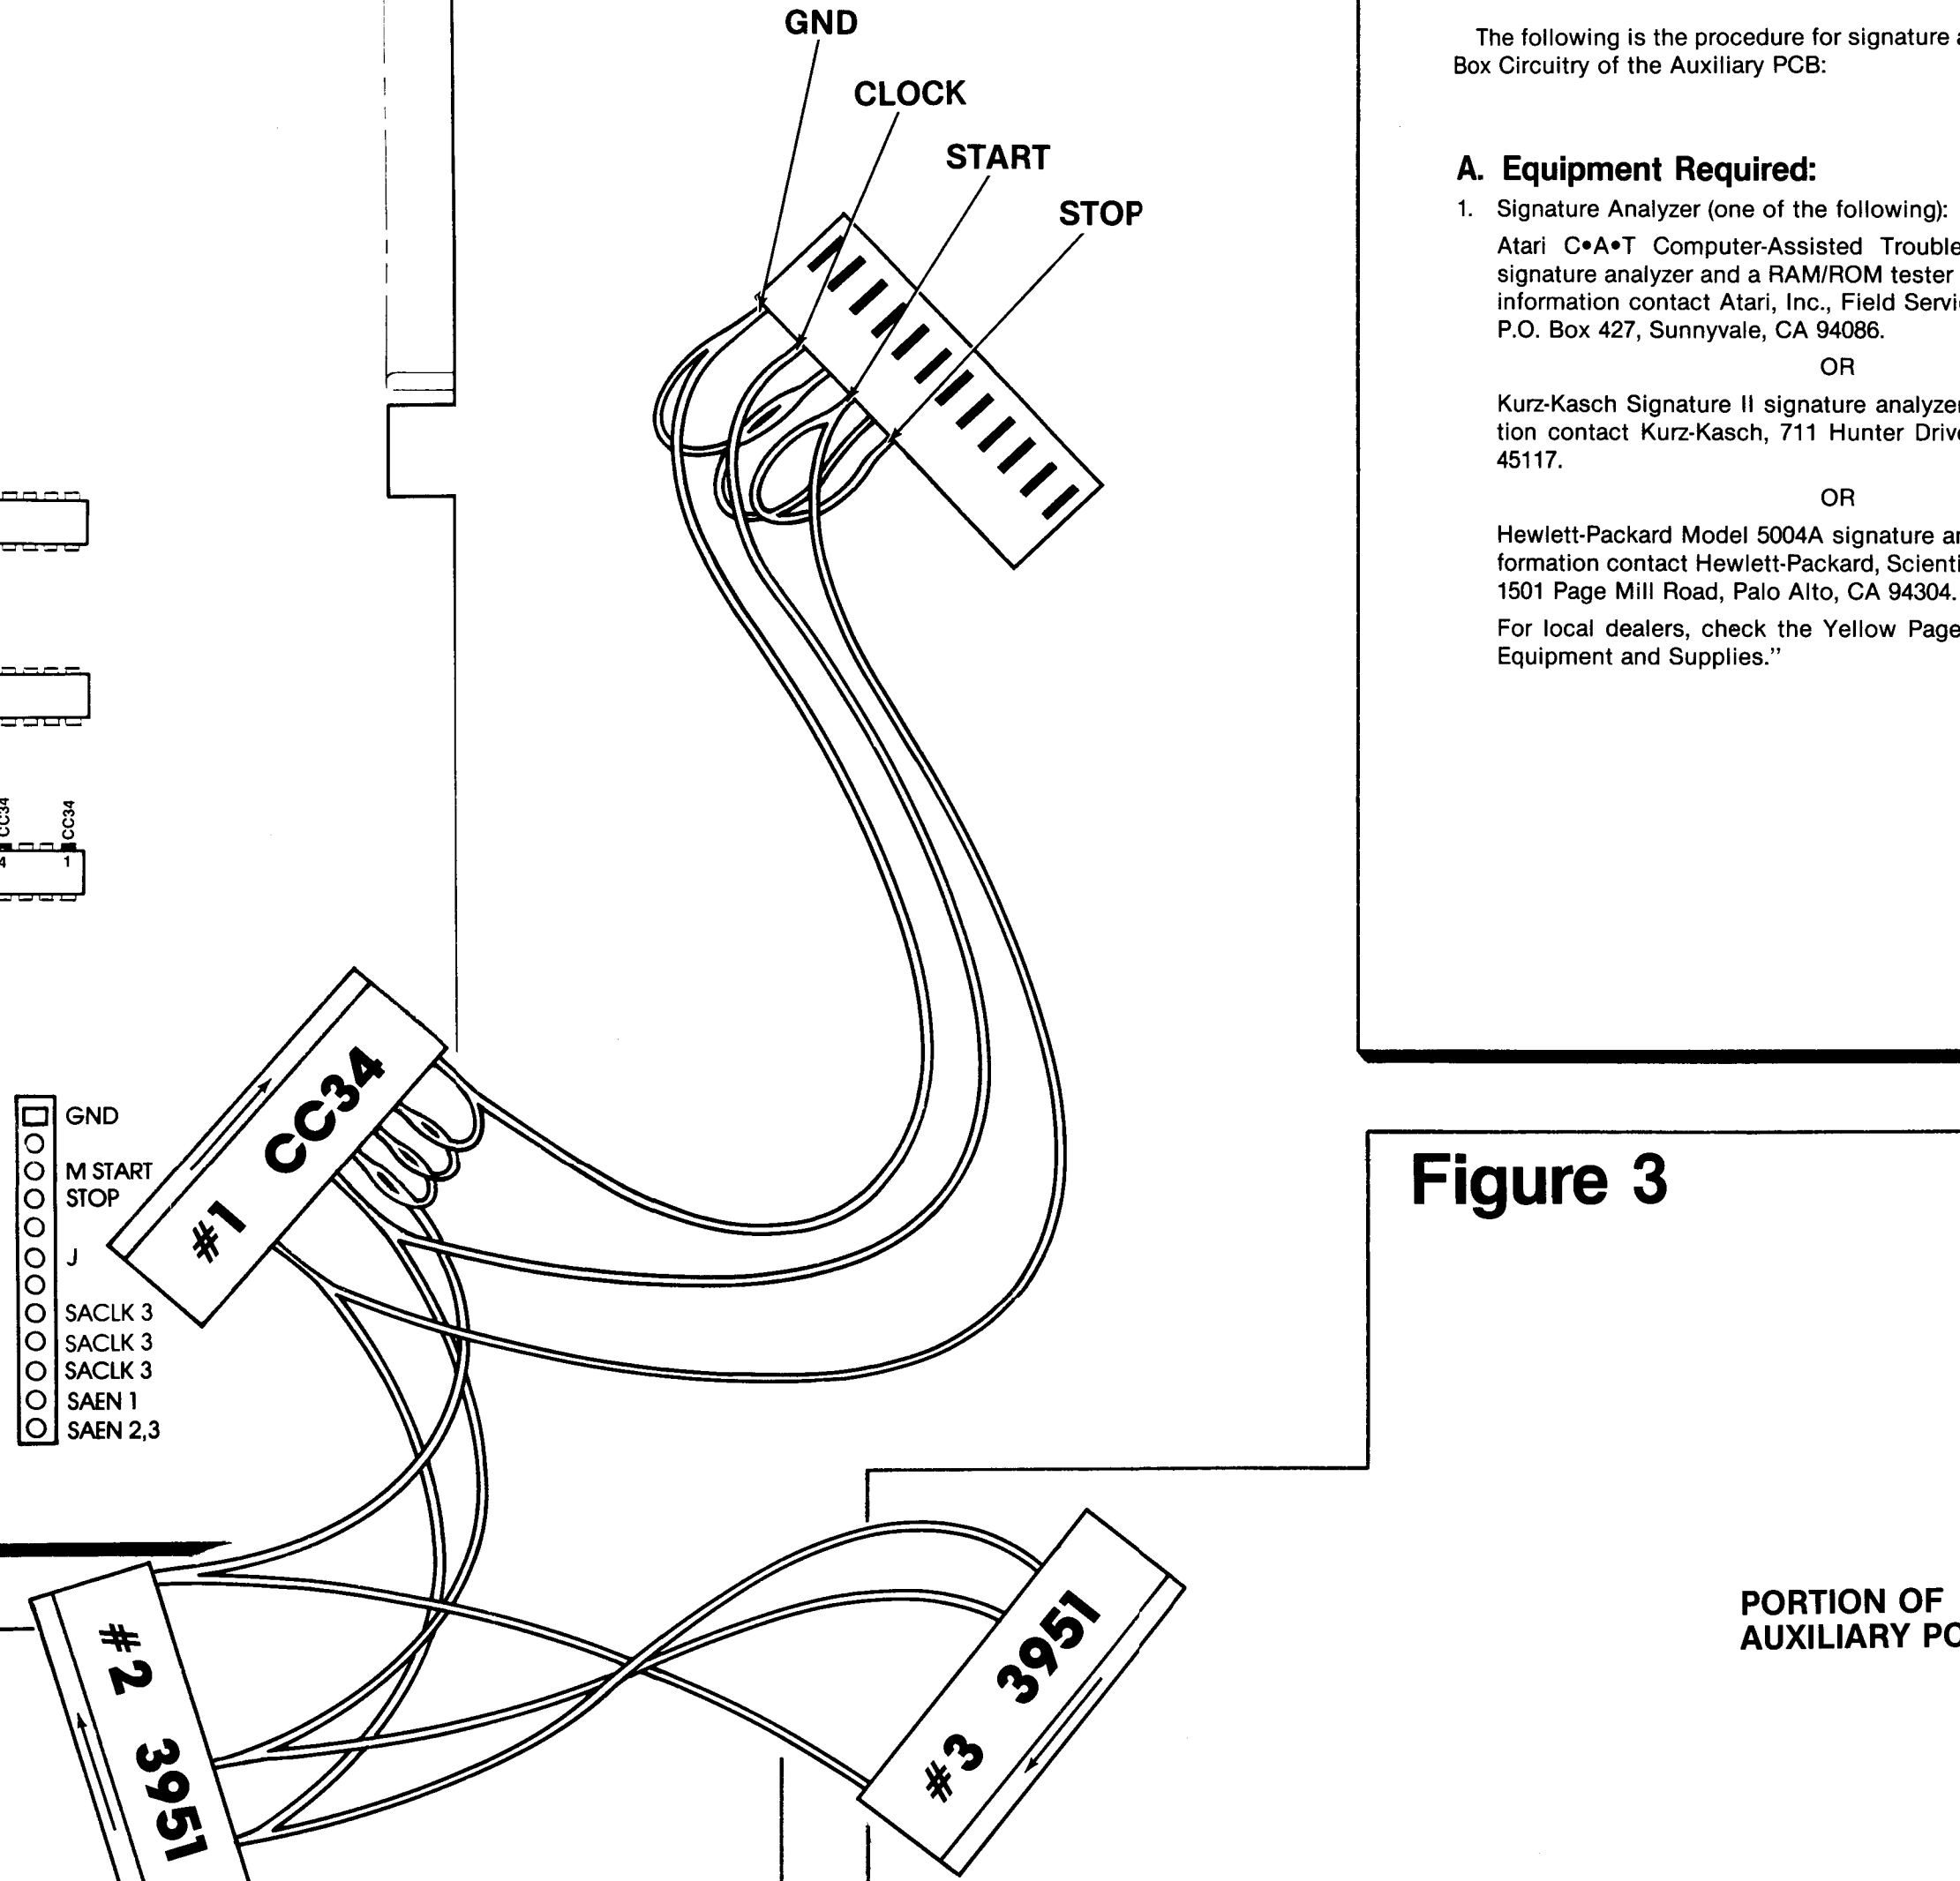 GND
CLOCK
START
STOP
The following is the procedure for signature
Box Circuitry of the Auxiliary PCB:
A. Equipment Required:
1. Signature Analyzer (one of the following):
Atari C•A•T Computer-Assisted Trouble
signature analyzer and a RAM/ROM tester
information contact Atari, Inc., Field Servi
P.O. Box 427, Sunnyvale, CA 94086.
OR
Kurz-Kasch Signature II signature analyzer
tion contact Kurz-Kasch, 711 Hunter Drive
45117.
OR
Hewlett-Packard Model 5004A signature an
formation contact Hewlett-Packard, Scienti
1501 Page Mill Road, Palo Alto, CA 94304.
For local dealers, check the Yellow Page
Equipment and Supplies."
CC34
CC34
4 1
#1 CC34
GND
M START
STOP
J
SACLK 3
SACLK 3
SACLK 3
SAEN 1
SAEN 2,3
Figure 3
#2 3951
#3 3951
PORTION OF
AUXILIARY PC